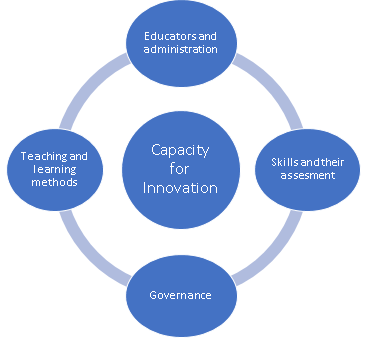 Educators and
administration
Capacity
for
Innovation
Teaching and
learning
methods
Skills and their
assesment
Governance